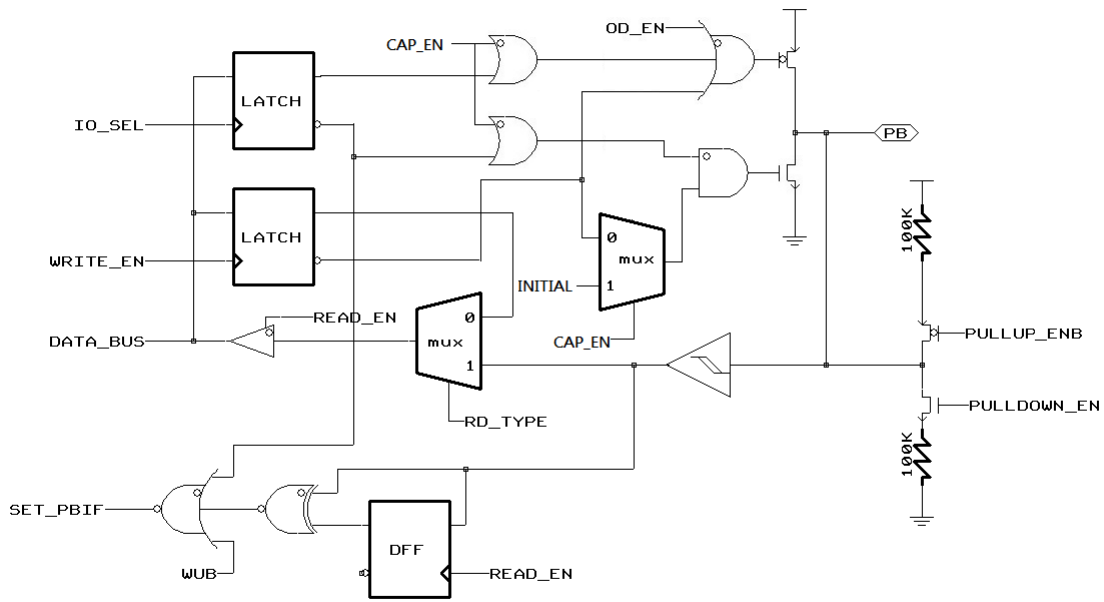 OD_EN
CAP_EN
LATCH
IO_SEL
PB
LATCH
WRITE_EN
0
mux
1
INITIAL
100K
READ_EN
0
mux
1
DATA_BUS
CAP_EN
PULLUP_ENB
RD_TYPE
PULLDOWN_EN
100K
SET_PBIF
DFF
WUB
READ_EN